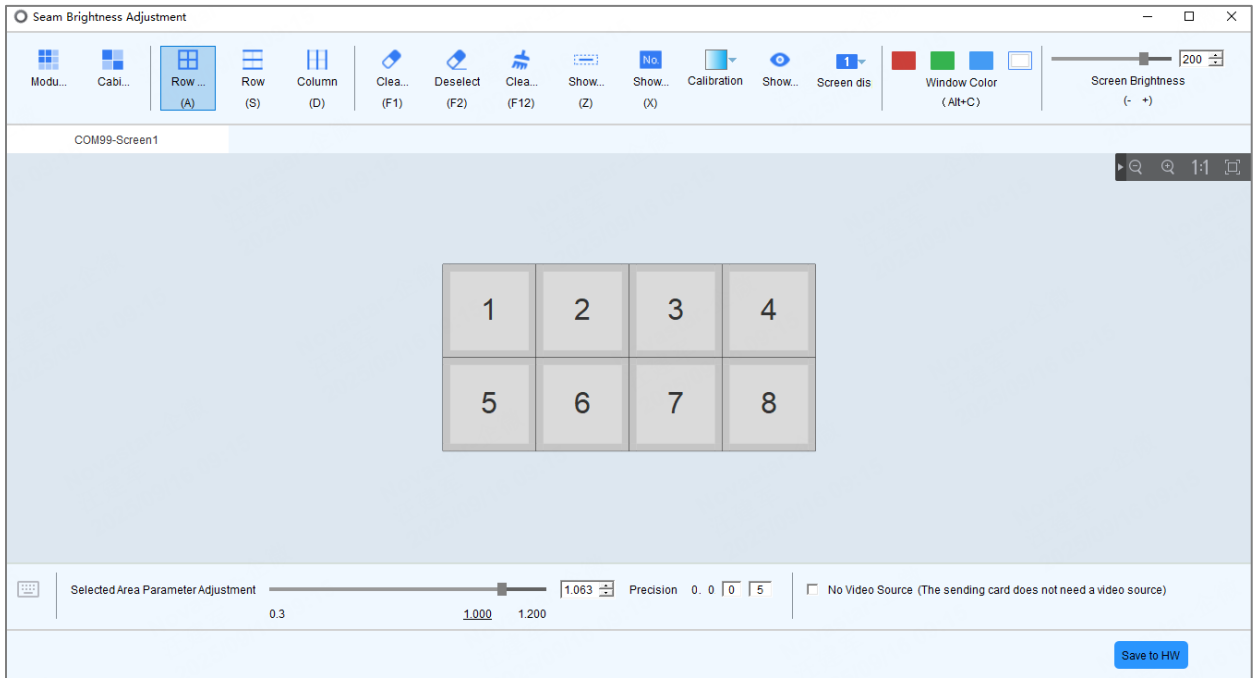 Seam Brightness Adjustment
Modu... Cabi... Row ... Row Column Clea... Deselect Clea... Show... No. Show... Calibration Show... 1 Screen dis Window Color 200 Screen Brightness
(A) (S) (D) (F1) (F2) (F12) (Z) (X) (Alt+C) (- +)
COM99-Screen1
1:1
1 2 3 4
5 6 7 8
Selected Area Parameter Adjustment 1.063 Precision 0. 0 0 5 No Video Source (The sending card does not need a video source)
0.3 1.000 1.200
Save to HW